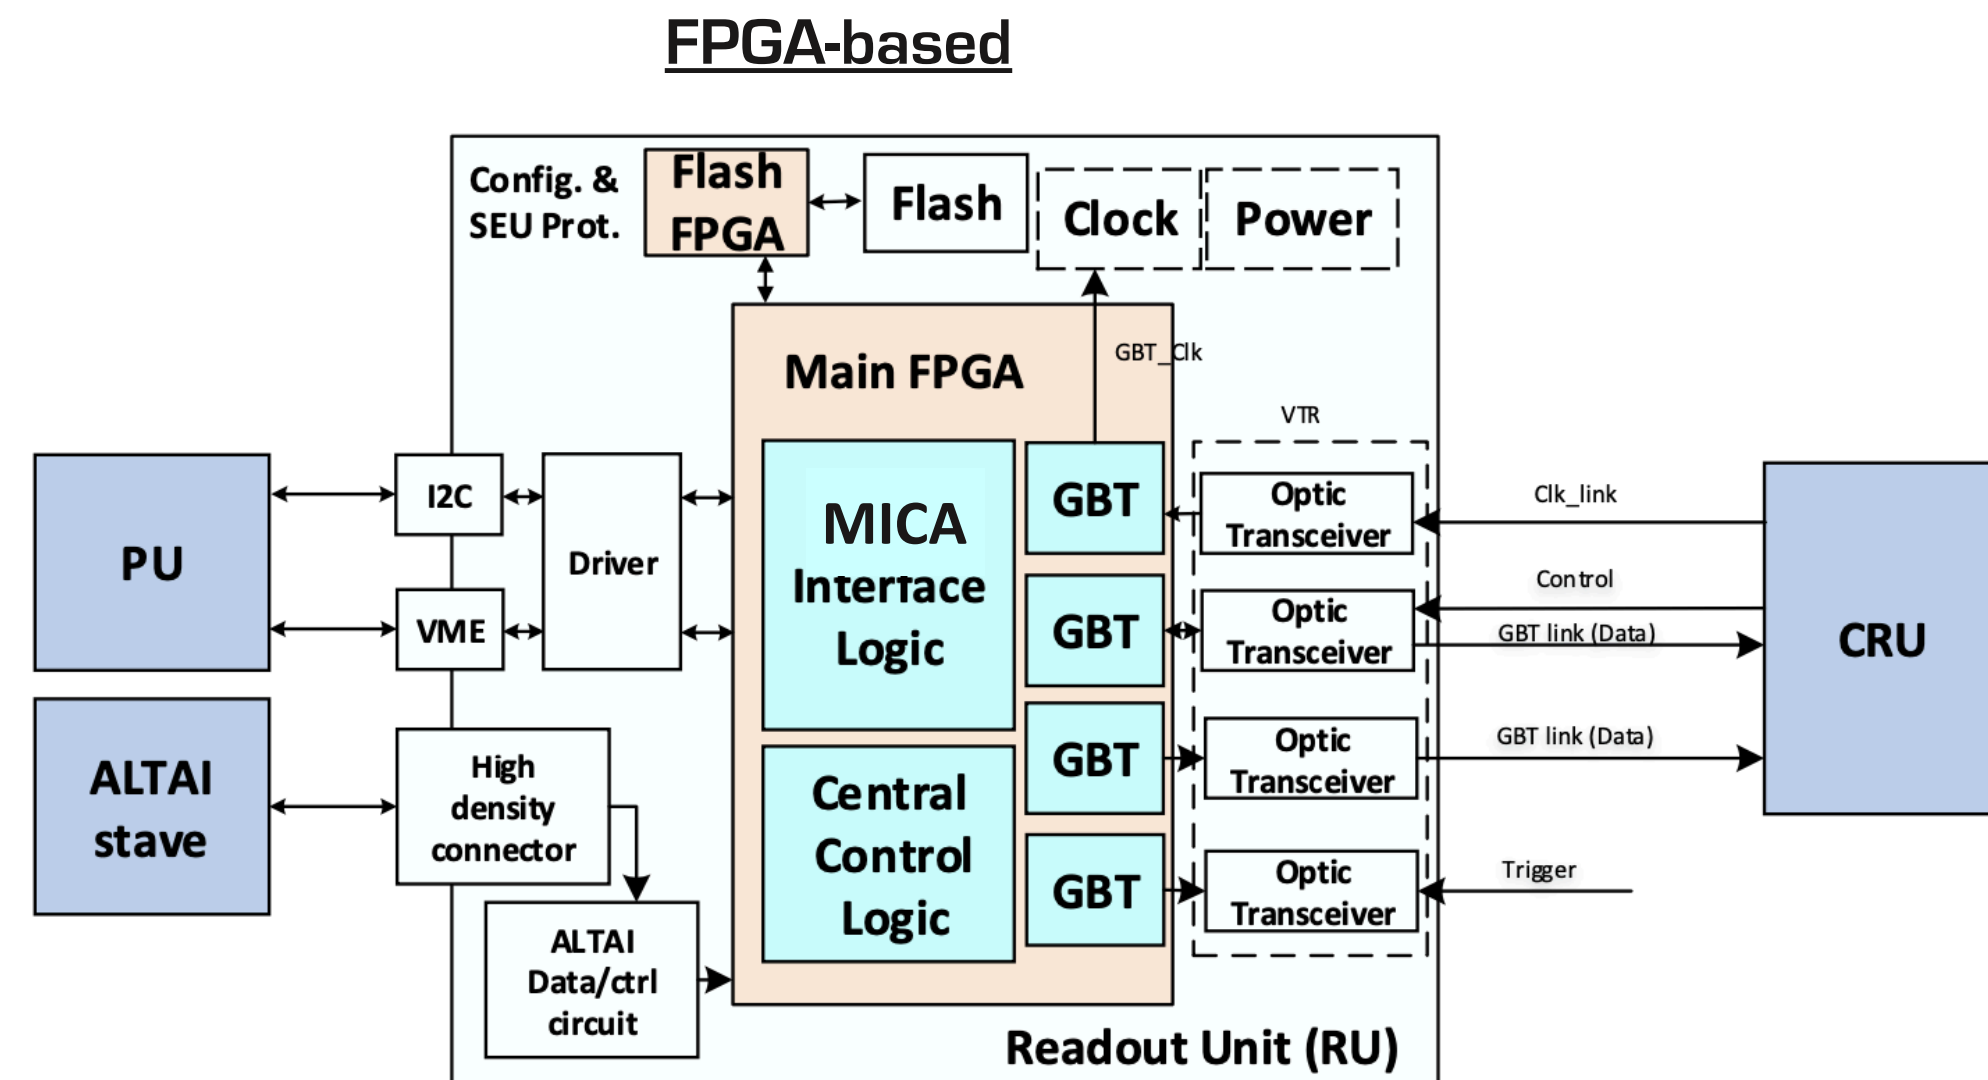 FPGA-based
Config. &
SEU Prot.
Flash
FPGA
Flash
Clock
Power
Main FPGA
GBT_Clk
VTR
PU
I2C
VME
Driver
MICA
Interface
Logic
GBT
GBT
GBT
GBT
Optic
Transceiver
Optic
Transceiver
Optic
Transceiver
Optic
Transceiver
Clk_link
Control
GBT link (Data)
GBT link (Data)
Trigger
CRU
ALTAI
stave
High
density
connector
Central
Control
Logic
ALTAI
Data/ctrl
circuit
Readout Unit (RU)